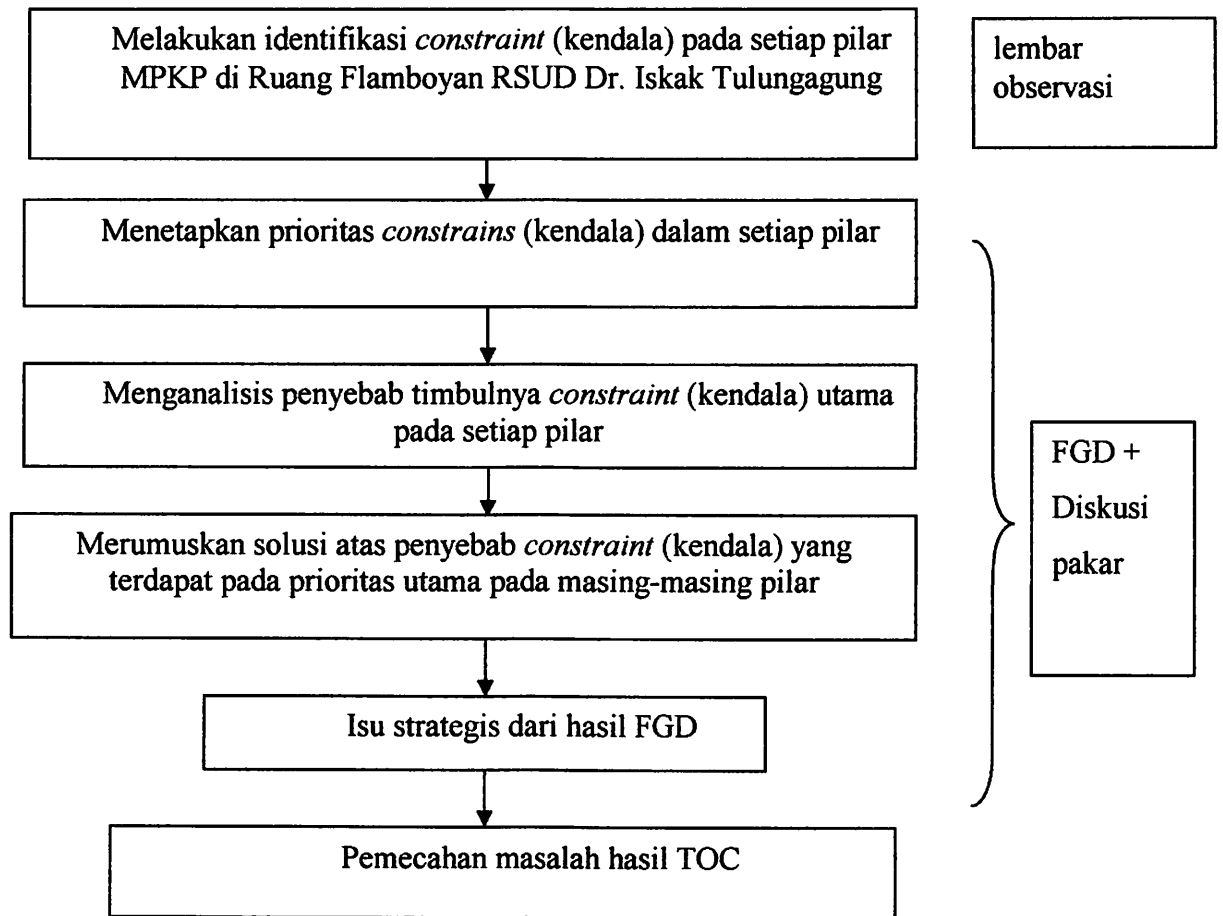 Melakukan identifikasi constraint (kendala) pada setiap pilar
MPKP di Ruang Flamboyan RSUD Dr. Iskak Tulungagung
lembar
observasi
Menetapkan prioritas constrains (kendala) dalam setiap pilar
Menganalisis penyebab timbulnya constraint (kendala) utama
pada setiap pilar
Merumuskan solusi atas penyebab constraint (kendala) yang
terdapat pada prioritas utama pada masing-masing pilar
Isu strategis dari hasil FGD
Pemecahan masalah hasil TOC
FGD +
Diskusi
pakar